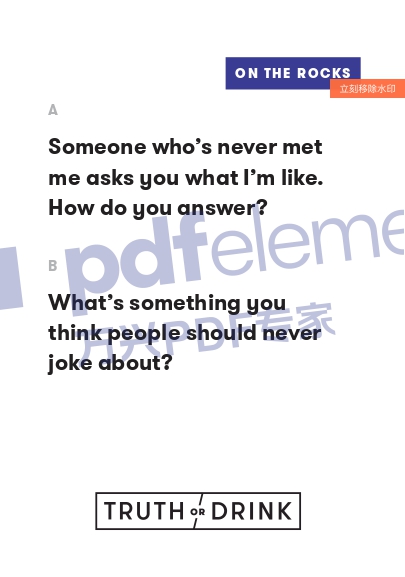 ON THE ROCKS
立刻移除水印
A
Someone who's never met
me asks you what I'm like.
How do you answer?
pdfeleme
B
What's something you
think people should never
joke about?
万兴PDF专家
TRUTH OR DRINK